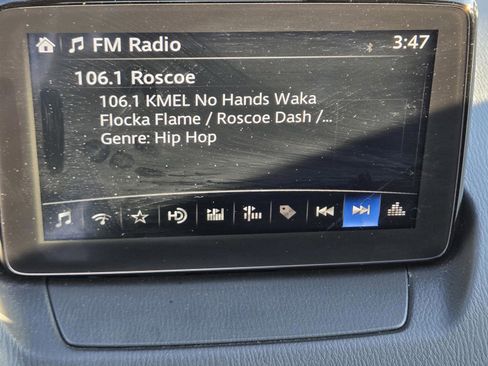 FM Radio 3:47
106.1 Roscoe
106.1 KMEL No Hands Waka
Flocka Flame / Roscoe Dash /...
Genre: Hip Hop
HD